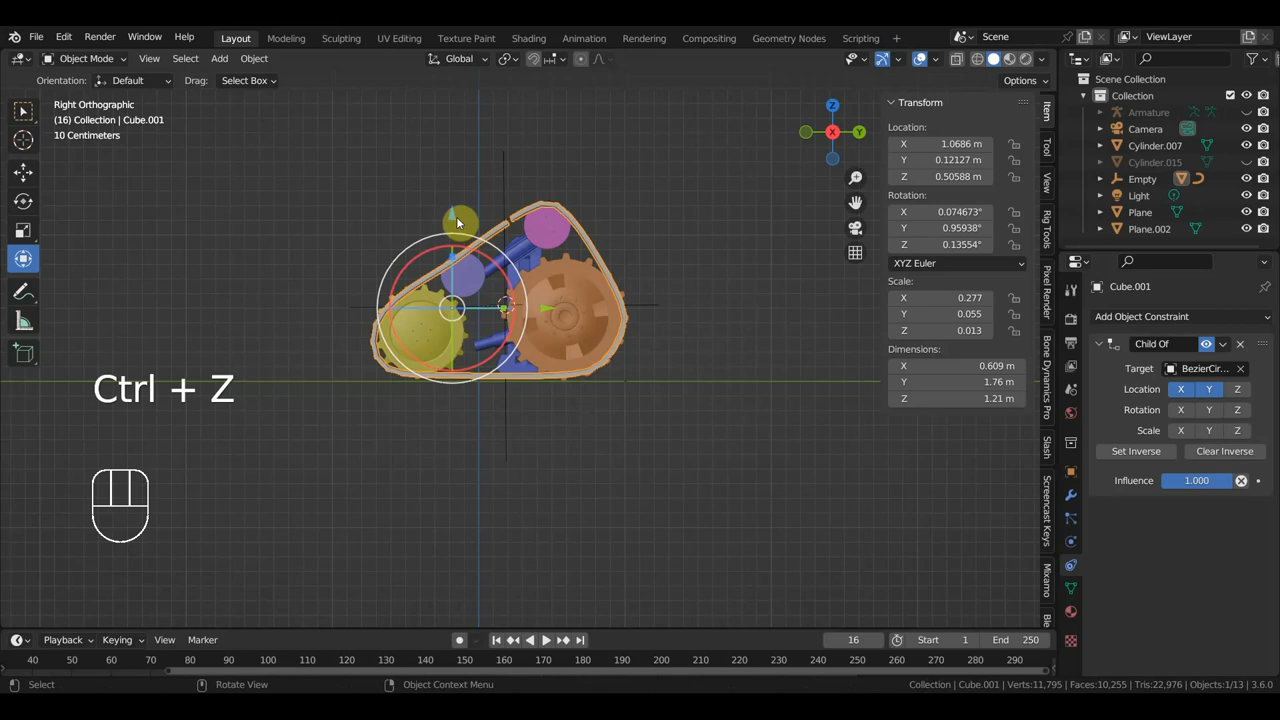 File Edit Render Window Help Layout Modeling Sculpting UV Editing Texture Paint Shading Animation Rendering Compositing Geometry Nodes Scripting + Scene ViewLayer
Object Mode View Select Add Object Global Options
Orientation: Default Drag: Select Box
Right Orthographic
(16) Collection | Cube.001
10 Centimeters
Z
X
Y
Ctrl + Z
Transform
Location:
X 1.0686 m
Y 0.12127 m
Z 0.50588 m
Rotation:
X 0.074673°
Y 0.95938°
Z 0.13554°
XYZ Euler
Scale:
X 0.277
Y 0.055
Z 0.013
Dimensions:
X 0.609 m
Y 1.76 m
Z 1.21 m
Item
Tool
View
Rig Tools
Pixel Render
Bone Dynamics Pro
Slash
Screencast Keys
Mixamo
Ble
Scene Collection
Collection
Armature
Camera
Cylinder.007
Cylinder.015
Empty
Light
Plane
Plane.002
Cube.001
Add Object Constraint
Child Of
Target BezierCir...
Location X Y Z
Rotation X Y Z
Scale X Y Z
Set Inverse Clear Inverse
Influence 1.000
Playback Keying View Marker 16 Start 1 End 250
40 50 60 70 80 90 100 110 120 130 140 150 160 170 180 190 200 210 220 230 240 250 260 270 280 290
Select Rotate View Object Context Menu Collection | Cube.001 | Verts:11,795 | Faces:10,255 | Tris:22,976 | Objects:1/13 | 3.6.0